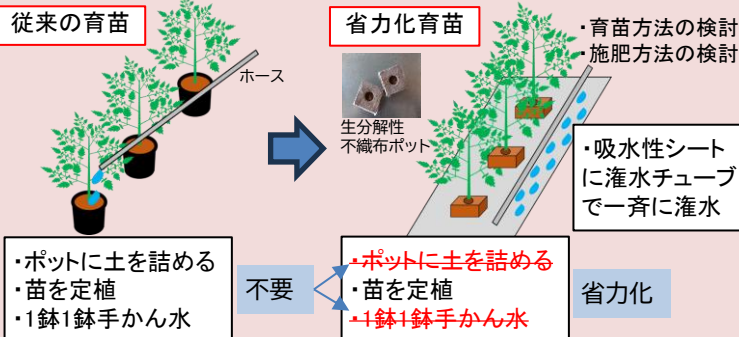 従来の育苗
ホース
・ポットに土を詰める
・苗を定植
・1鉢1鉢手かん水
不要
省力化育苗
・育苗方法の検討
・施肥方法の検討
生分解性
不織布ポット
・吸水性シート
に潅水チューブ
で一斉に潅水
・ポットに土を詰める
・苗を定植
・1鉢1鉢手かん水
省力化